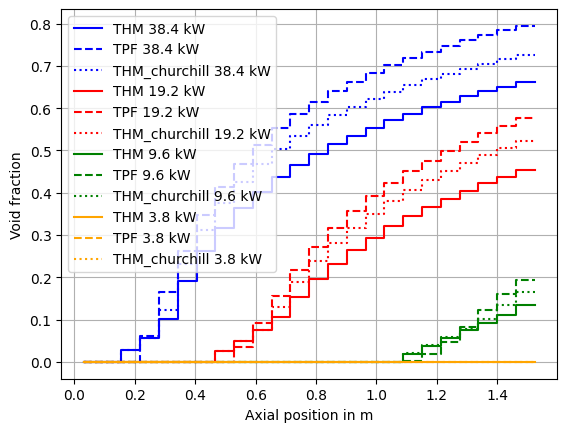 0.8
0.7
0.6
0.5
0.4
0.3
0.2
0.1
0.0
Void fraction
THM 38.4 kW
TPF 38.4 kW
THM_churchill 38.4 kW
THM 19.2 kW
TPF 19.2 kW
THM_churchill 19.2 kW
THM 9.6 kW
TPF 9.6 kW
THM_churchill 9.6 kW
THM 3.8 kW
TPF 3.8 kW
THM_churchill 3.8 kW
0.0 0.2 0.4 0.6 0.8 1.0 1.2 1.4
Axial position in m